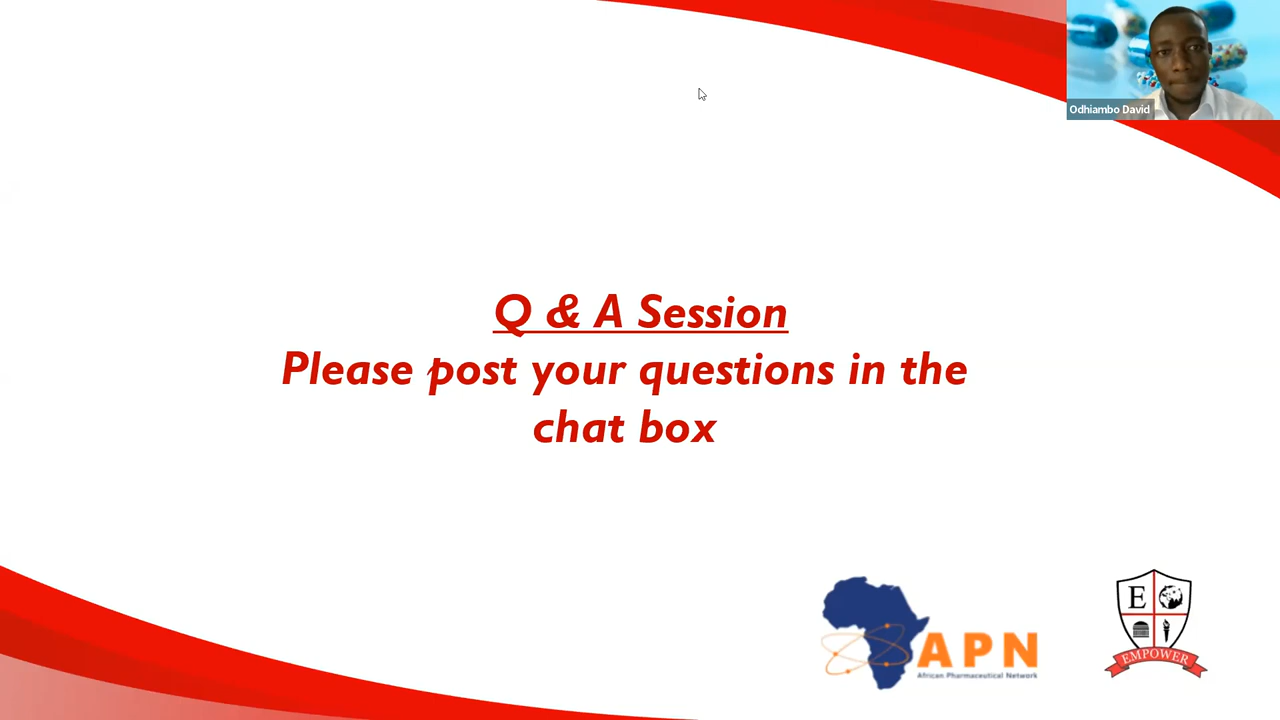 Odhiambo David
Q & A Session
Please post your questions in the
chat box
APN
African Pharmaceutical Network
E
EMPOWER